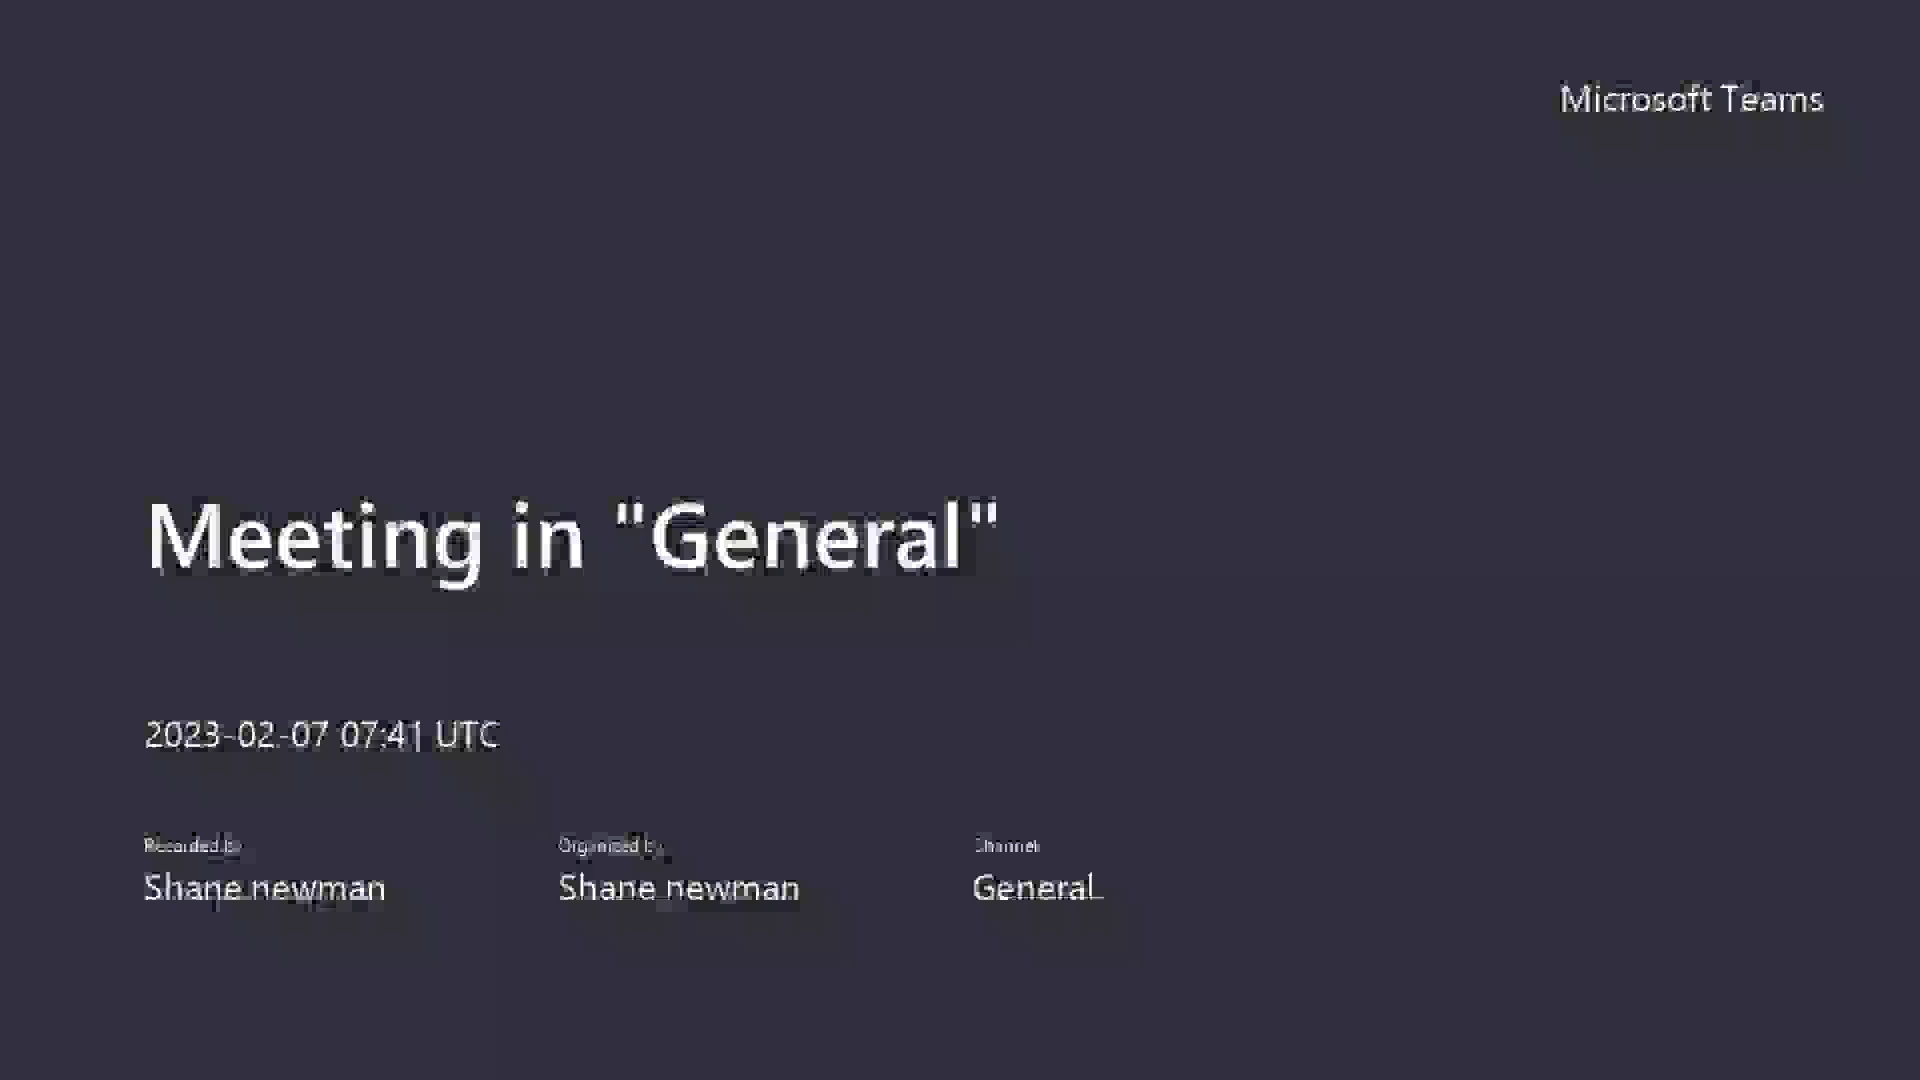 Microsoft Teams
Meeting in "General"
2023-02-07 07:41 UTC
Recorded by Organized by Channel
Shane newman Shane newman General